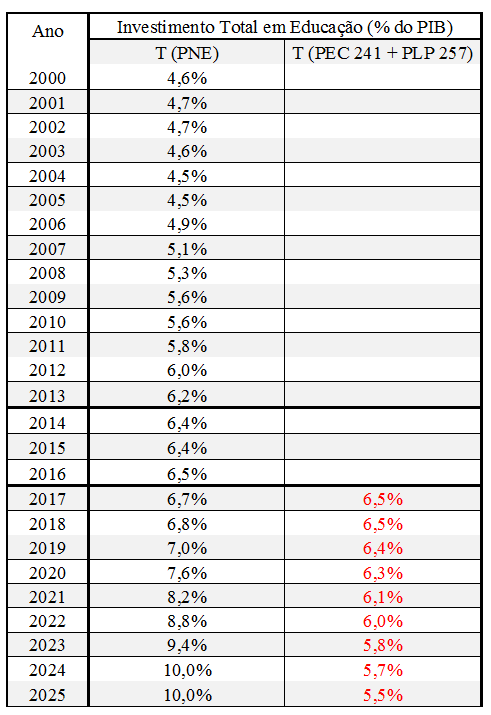 Ano Investimento Total em Educação (% do PIB)
T (PNE) T (PEC 241 + PLP 257)
2000 4,6%
2001 4,7%
2002 4,7%
2003 4,6%
2004 4,5%
2005 4,5%
2006 4,9%
2007 5,1%
2008 5,3%
2009 5,6%
2010 5,6%
2011 5,8%
2012 6,0%
2013 6,2%
2014 6,4%
2015 6,4%
2016 6,5%
2017 6,7% 6,5%
2018 6,8% 6,5%
2019 7,0% 6,4%
2020 7,6% 6,3%
2021 8,2% 6,1%
2022 8,8% 6,0%
2023 9,4% 5,8%
2024 10,0% 5,7%
2025 10,0% 5,5%